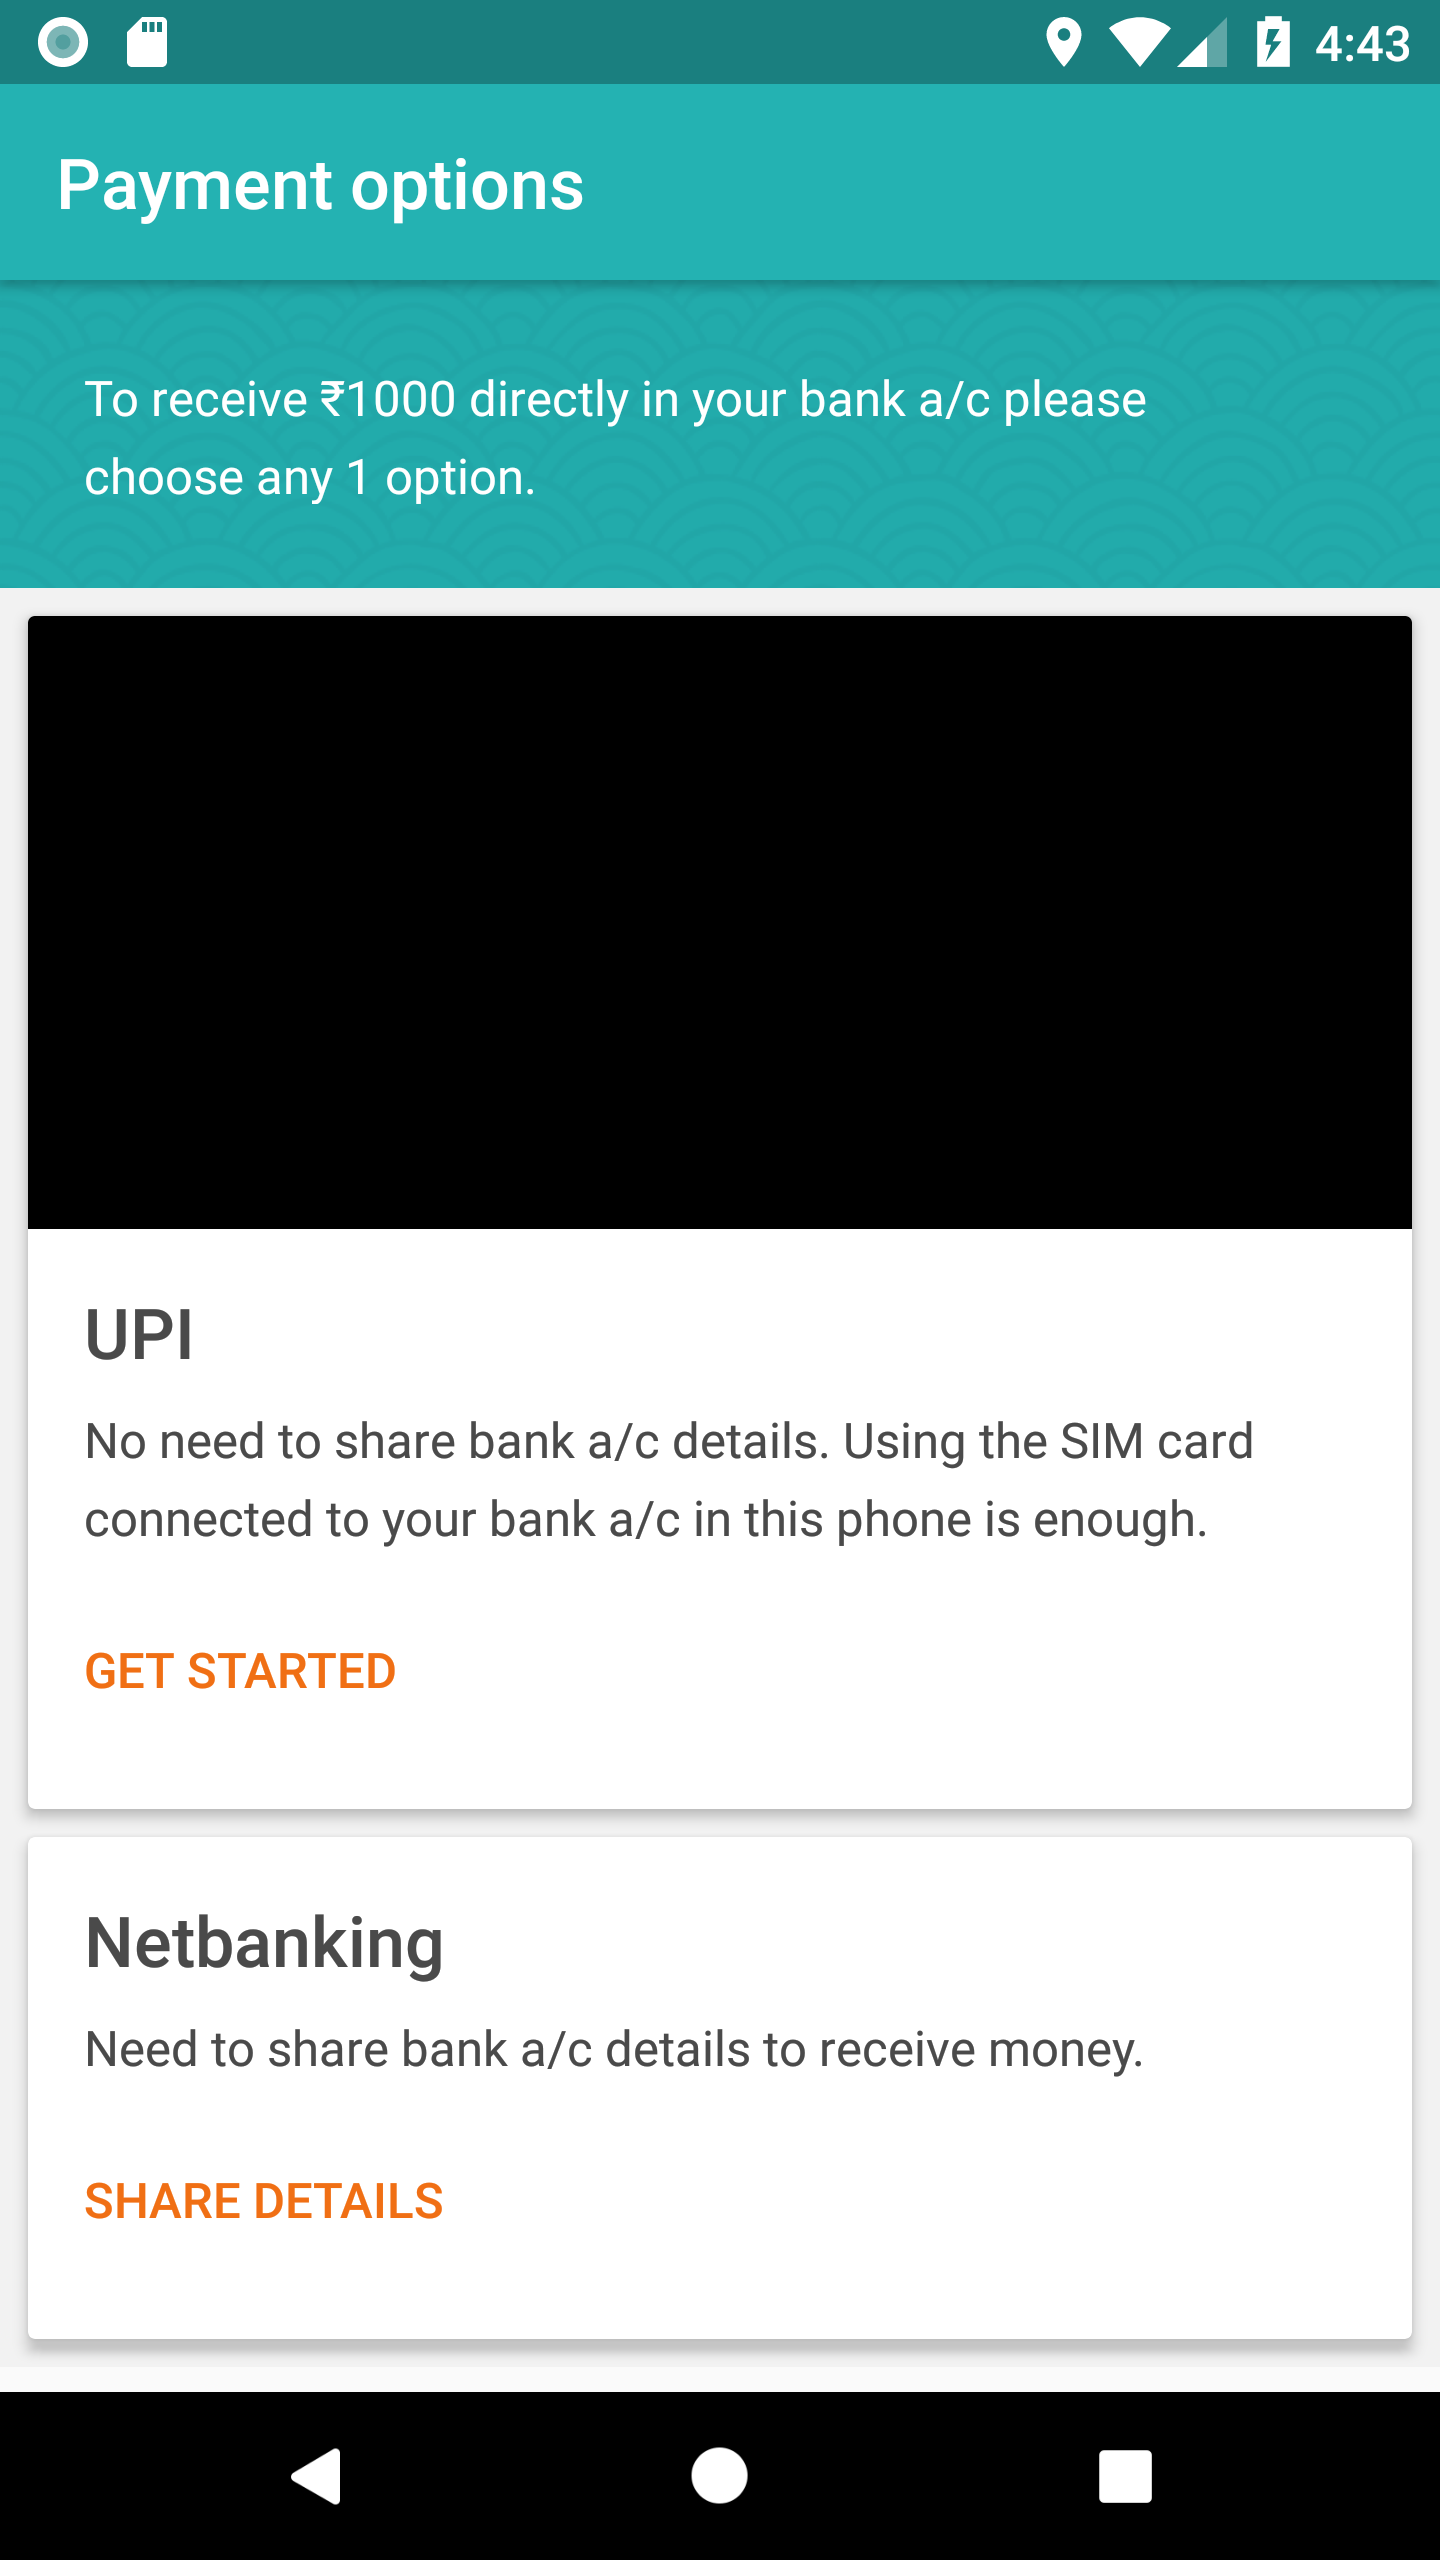 4:43
Payment options
To receive ₹1000 directly in your bank a/c please
choose any 1 option.
UPI
No need to share bank a/c details. Using the SIM card
connected to your bank a/c in this phone is enough.
GET STARTED
Netbanking
Need to share bank a/c details to receive money.
SHARE DETAILS